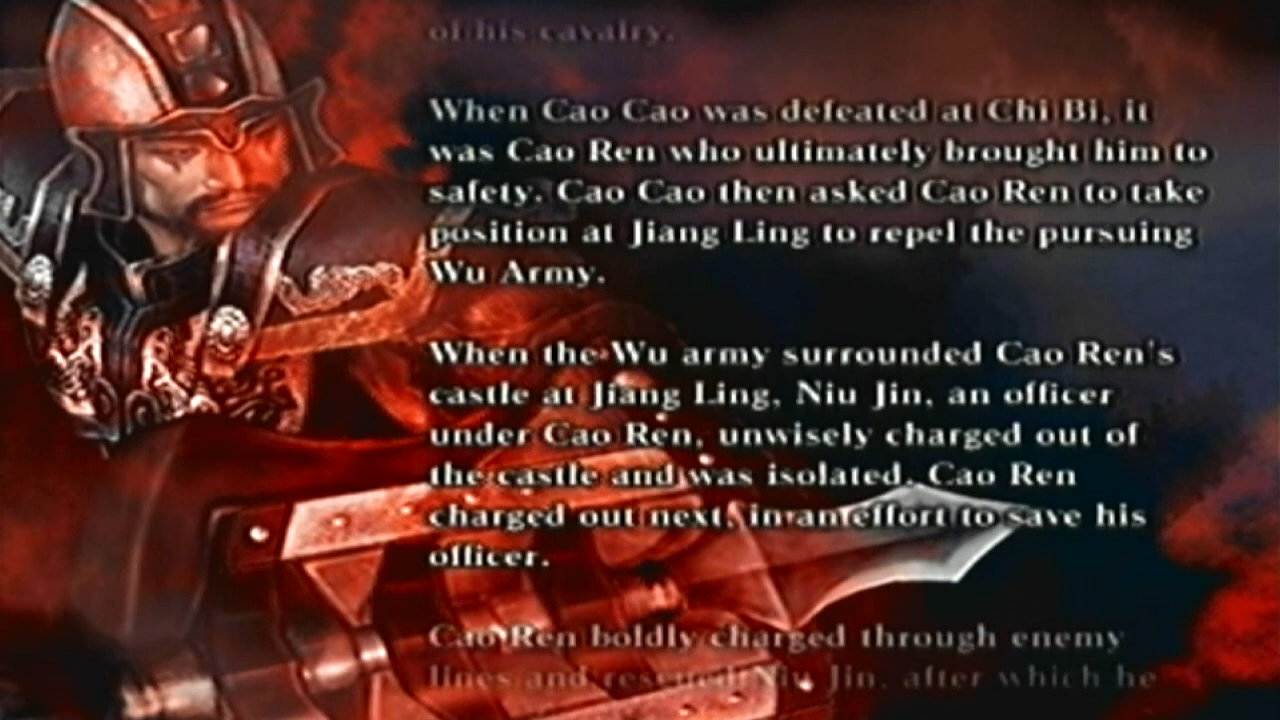 of his cavalry.
When Cao Cao was defeated at Chi Bi, it
was Cao Ren who ultimately brought him to
safety. Cao Cao then asked Cao Ren to take
position at Jiang Ling to repel the pursuing
Wu Army.
When the Wu army surrounded Cao Ren's
castle at Jiang Ling, Niu Jin, an officer
under Cao Ren, unwisely charged out of
the castle and was isolated. Cao Ren
charged out next, in an effort to save his
officer.
Cao Ren boldly charged through enemy
lines and rescued Niu Jin, after which he